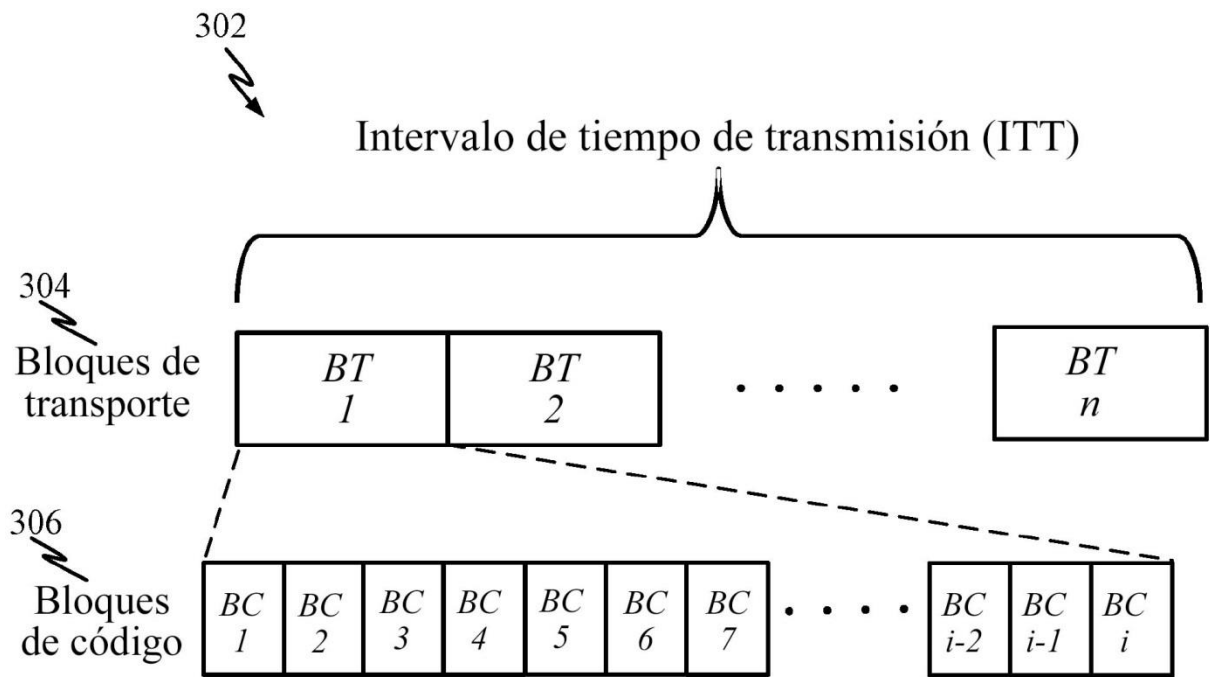 302
Intervalo de tiempo de transmisión (ITT)
304
Bloques de
transporte
BT
1
BT
2
. . . . .
BT
n
306
Bloques
de código
BC
1
BC
2
BC
3
BC
4
BC
5
BC
6
BC
7
. . . . .
BC
i-2
BC
i-1
BC
i